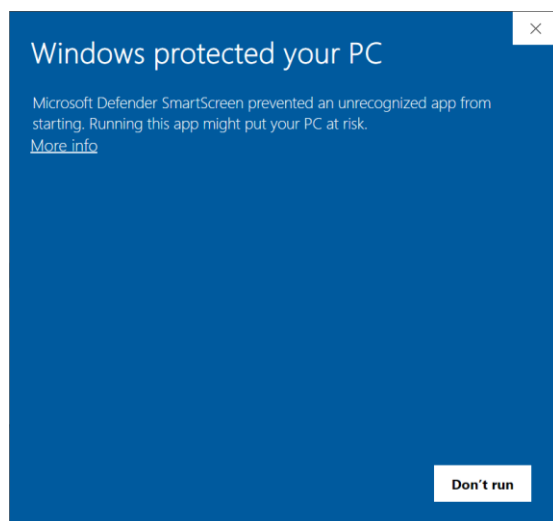 Windows protected your PC
Microsoft Defender SmartScreen prevented an unrecognized app from
starting. Running this app might put your PC at risk.
More info
Don't run